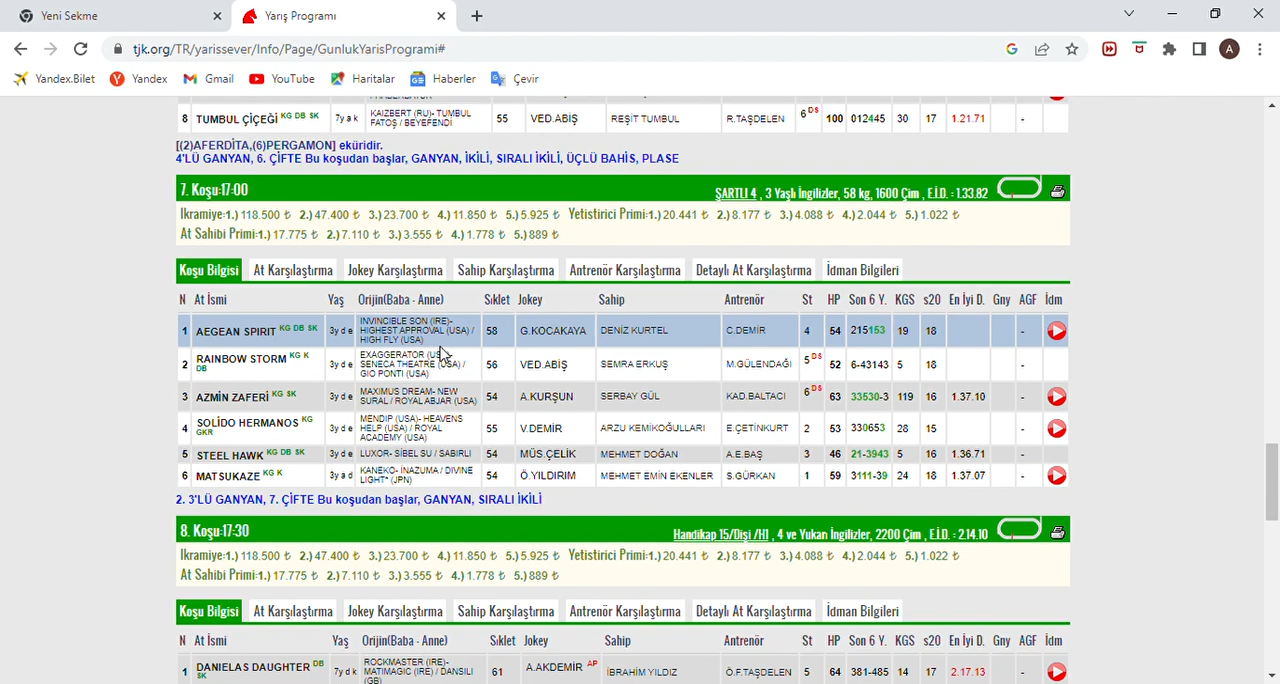 Yeni Sekme
Yarış Programı
tjk.org/TR/yarissever/Info/Page/GunlukYarisProgrami#
Yandex.Bilet Yandex Gmail YouTube Haritalar Haberler Çevir
8 TUMBUL ÇİÇEĞİ KG DB SK 7y a k KAIZBERT (RU)- TUMBUL FATOŞ / BEYEFENDİ 55 VED.ABİŞ REŞİT TUMBUL R.TAŞDELEN 6 DS 100 012445 30 17 1.21.71 -
[(2)AFERDİTA,(6)PERGAMON] eküridir.
4'LÜ GANYAN, 6. ÇİFTE Bu koşudan başlar, GANYAN, İKİLİ, SIRALI İKİLİ, ÜÇLÜ BAHİS, PLASE
7. Koşu:17:00 ŞARTLI 4 , 3 Yaşlı İngilizler, 58 kg, 1600 Çim , E.İ.D. : 1.33.82
İkramiye:1.) 118.500 ₺ 2.) 47.400 ₺ 3.) 23.700 ₺ 4.) 11.850 ₺ 5.) 5.925 ₺ Yetistirici Primi:1.) 20.441 ₺ 2.) 8.177 ₺ 3.) 4.088 ₺ 4.) 2.044 ₺ 5.) 1.022 ₺
At Sahibi Primi:1.) 17.775 ₺ 2.) 7.110 ₺ 3.) 3.555 ₺ 4.) 1.778 ₺ 5.) 889 ₺
Koşu Bilgisi At Karşılaştırma Jokey Karşılaştırma Sahip Karşılaştırma Antrenör Karşılaştırma Detaylı At Karşılaştırma İdman Bilgileri
N At İsmi Yaş Orijin(Baba - Anne) Sıklet Jokey Sahip Antrenör St HP Son 6 Y. KGS s20 En İyi D. Gny AGF İdm
1 AEGEAN SPIRIT KG DB SK 3y d e INVINCIBLE SON (IRE)- HIGHEST APPROVAL (USA) / HIGH FLY (USA) 58 G.KOCAKAYA DENİZ KURTEL C.DEMİR 4 54 215153 19 18 -
2 RAINBOW STORM KG K DB 3y d e EXAGGERATOR SENECA THEATRE (USA) / GIO PONTI (USA) 56 VED.ABİŞ SEMRA ERKUŞ M.GÜLENDAĞI 5 DS 52 6-43143 5 18 -
3 AZMİN ZAFERİ KG SK 3y d e MAXIMUS DREAM- NEW SURAL / ROYAL ABJAR (USA) 54 A.KURŞUN SERBAY GÜL KAD.BALTACI 6 DS 63 33530-3 119 16 1.37.10 -
4 SOLİDO HERMANOS KG GKR 3y d e MENDIP (USA)- HEAVENS HELP (USA) / ROYAL ACADEMY (USA) 55 V.DEMİR ARZU KEMİKOĞULLARI E.ÇETİNKURT 2 53 330653 28 15 -
5 STEEL HAWK KG DB SK 3y d e LUXOR- SİBEL SU / SABIRLI 54 MÜS.ÇELİK MEHMET DOĞAN A.E.BAŞ 3 46 21-3943 5 16 1.36.71 -
6 MATSUKAZE KG K 3y a d KANEKO- İNAZUMA / DIVINE LIGHT* (JPN) 54 Ö.YILDIRIM MEHMET EMİN EKENLER S.GÜRKAN 1 59 3111-39 24 18 1.37.07 -
2. 3'LÜ GANYAN, 7. ÇİFTE Bu koşudan başlar, GANYAN, SIRALI İKİLİ
8. Koşu:17:30 Handikap 15/Dişi /H1 , 4 ve Yukarı İngilizler, 2200 Çim , E.İ.D. : 2.14.10
İkramiye:1.) 118.500 ₺ 2.) 47.400 ₺ 3.) 23.700 ₺ 4.) 11.850 ₺ 5.) 5.925 ₺ Yetistirici Primi:1.) 20.441 ₺ 2.) 8.177 ₺ 3.) 4.088 ₺ 4.) 2.044 ₺ 5.) 1.022 ₺
At Sahibi Primi:1.) 17.775 ₺ 2.) 7.110 ₺ 3.) 3.555 ₺ 4.) 1.778 ₺ 5.) 889 ₺
Koşu Bilgisi At Karşılaştırma Jokey Karşılaştırma Sahip Karşılaştırma Antrenör Karşılaştırma Detaylı At Karşılaştırma İdman Bilgileri
N At İsmi Yaş Orijin(Baba - Anne) Sıklet Jokey Sahip Antrenör St HP Son 6 Y. KGS s20 En İyi D. Gny AGF İdm
1 DANIELAS DAUGHTER DB SK 7y d k ROCKMASTER (IRE)- MATIMAGIC (IRE) / DANSILI (GB) 61 A.AKDEMİR AP İBRAHİM YILDIZ Ö.F.TAŞDELEN 5 64 381-485 14 17 2.17.13 -